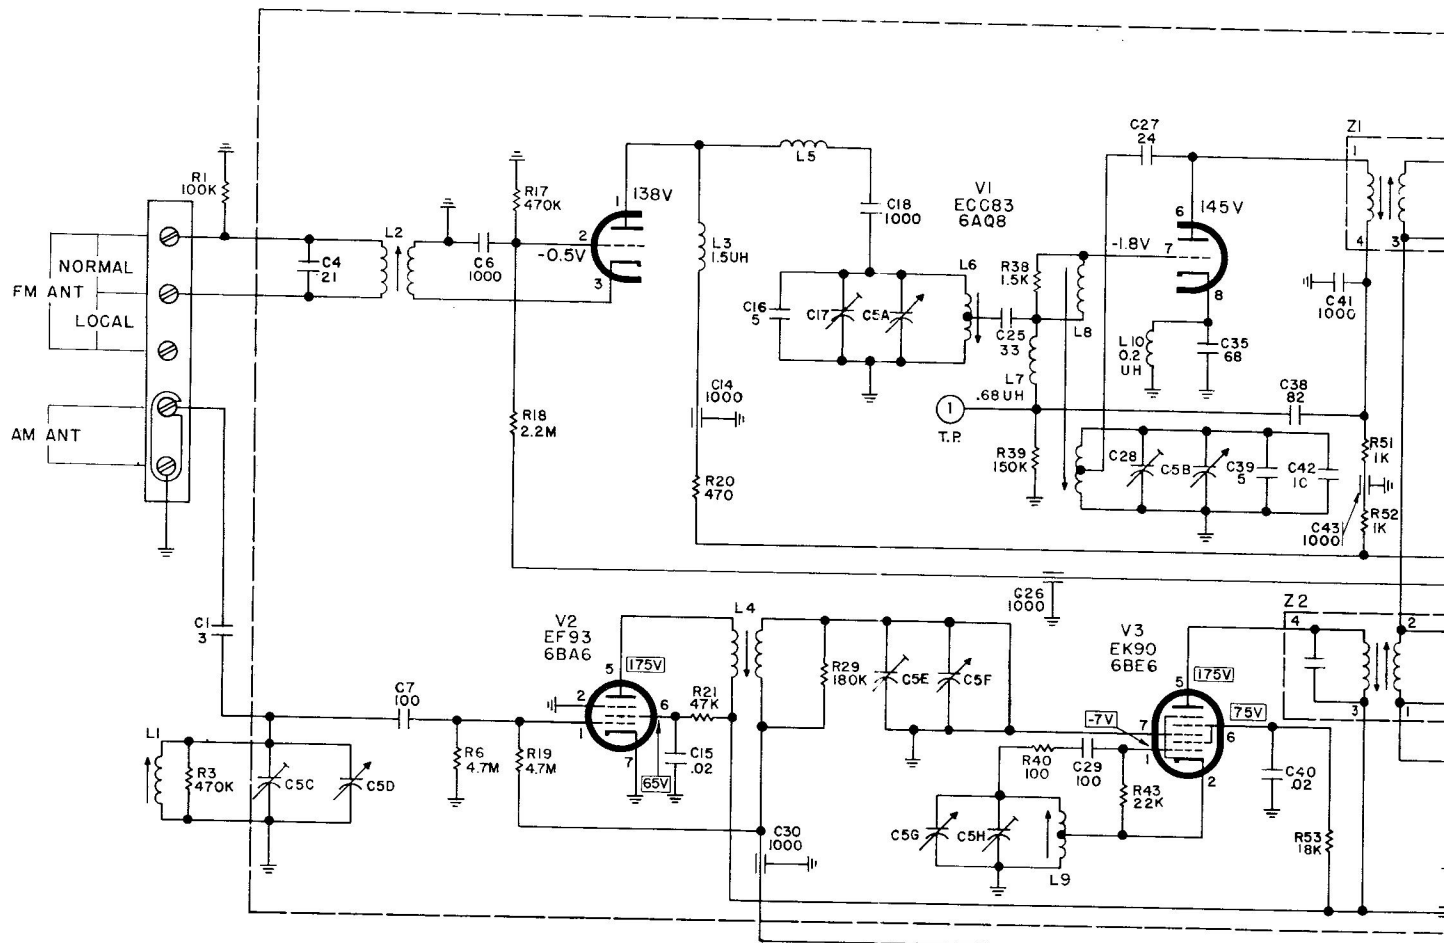 C27
24
Z1
1
L5
R1
100K
R17
470K
1
138V
C18
1000
V1
ECC83
6AQ8
6
145V
L2
C4
21
C6
1000
2
-0.5V
3
L3
1.5UH
-1.8V
7
8
4
3
NORMAL
FM ANT
LOCAL
L6
R38
1.5K
C16
5
C17
C5A
C25
33
L8
L10
0.2
UH
C35
68
C41
1000
L7
.68UH
C14
1000
C38
82
AM ANT
R18
2.2M
1
T.P.
R39
150K
C28
C5B
C39
5
C42
1C
R51
1K
R20
470
C43
1000
R52
1K
C26
1000
C1
3
V2
EF93
6BA6
L4
V3
EK90
6BE6
Z2
4
2
5
175V
R29
180K
C5E
C5F
5
175V
C7
100
2
6
R21
47K
-7V
7
75V
6
3
1
1
L1
R3
470K
C5C
C5D
R6
4.7M
R19
4.7M
7
65V
C15
.02
R40
100
C29
100
1
R43
22K
2
C40
.02
C30
1000
C5G
C5H
L9
R53
18K